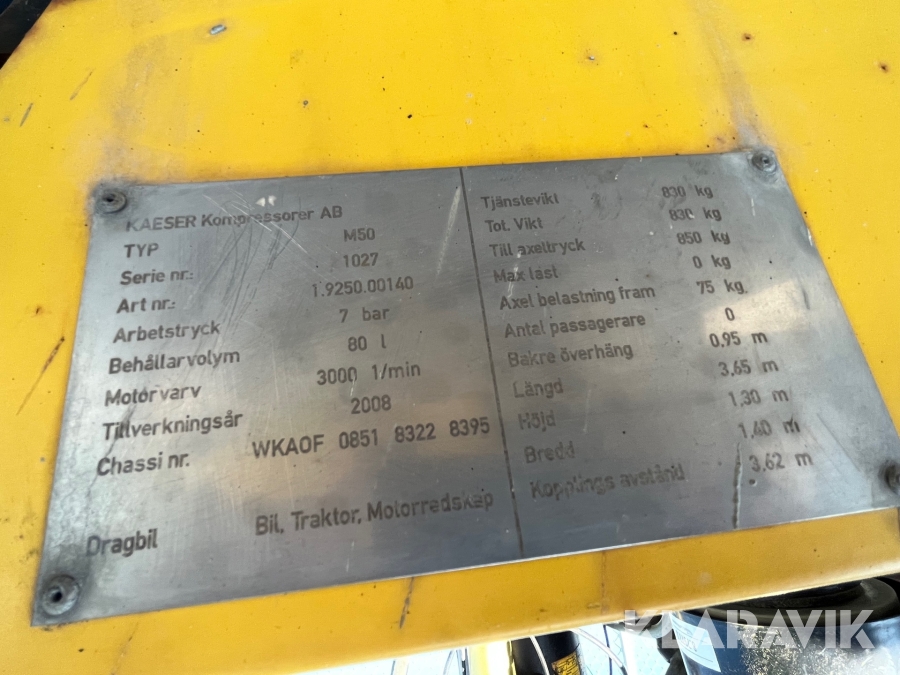 KAESER Kompressorer AB
TYP M50
Serie nr.: 1027
Art nr.: 1.9250.00140
Arbetstryck 7 bar
Behållarvolym 80 l
Motorvarv 3000 1/min
Tillverkningsår 2008
Chassi nr. WKAOF 0851 8322 8395
Dragbil Bil, Traktor, Motorredskap
Tjänstevikt 830 kg
Tot. Vikt 830 kg
Till axeltryck 850 kg
Max last 0 kg
Axel belastning fram 75 kg
Antal passagerare 0
Bakre överhäng 0,95 m
Längd 3,65 m
Höjd 1,30 m
Bredd 1,40 m
Kopplings avstånd 3,62 m
KLARAVIK